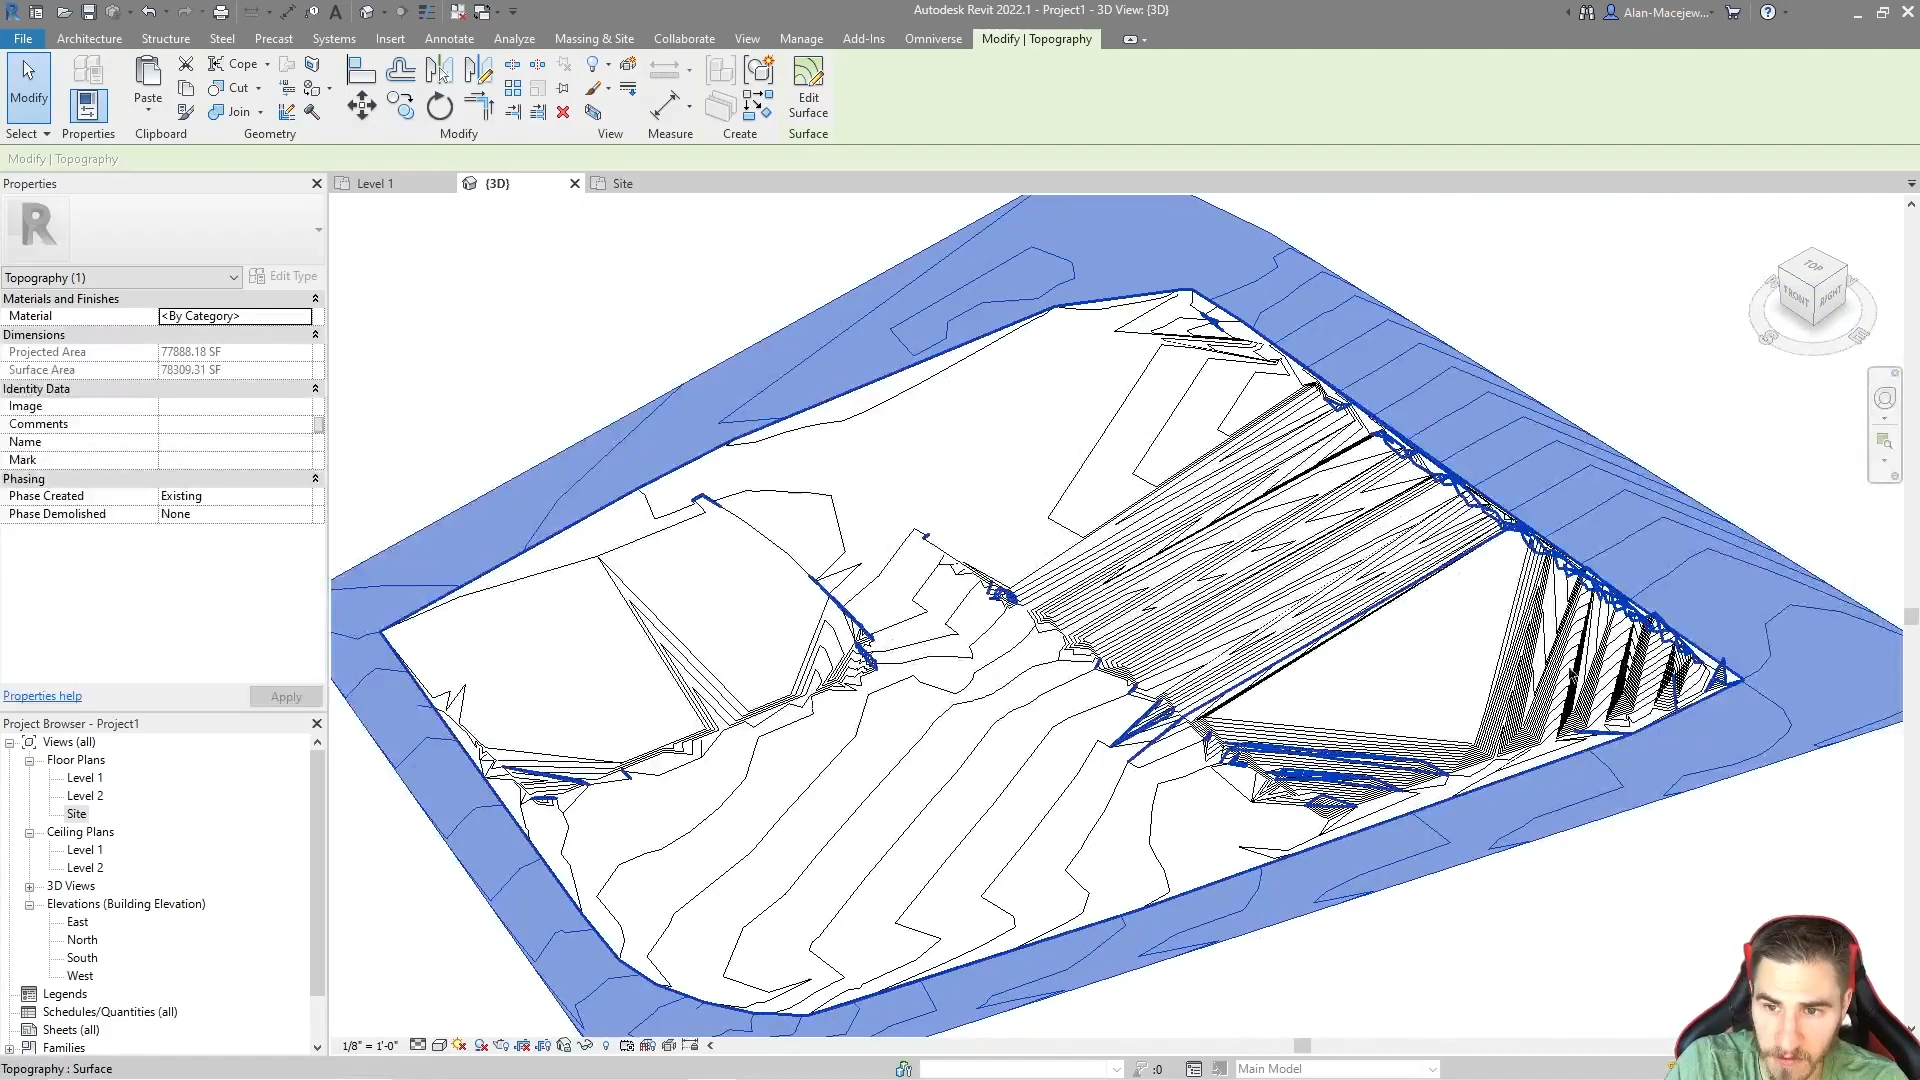 Autodesk Revit 2022.1 - Project1 - 3D View: {3D}
Alan-Macejew...
File
Architecture
Structure
Steel
Precast
Systems
Insert
Annotate
Analyze
Massing & Site
Collaborate
View
Manage
Add-Ins
Omniverse
Modify | Topography
Modify
Paste
Cope
Cut
Join
Edit
Surface
Select
Properties
Clipboard
Geometry
Modify
View
Measure
Create
Surface
Modify | Topography
Properties
Level 1
{3D}
Site
R
Topography (1)
Edit Type
Materials and Finishes
Material
<By Category>
Dimensions
Projected Area
77888.18 SF
Surface Area
78309.31 SF
Identity Data
Image
Comments
Name
Mark
Phasing
Phase Created
Existing
Phase Demolished
None
Properties help
Apply
Project Browser - Project1
Views (all)
Floor Plans
Level 1
Level 2
Site
Ceiling Plans
Level 1
Level 2
3D Views
Elevations (Building Elevation)
East
North
South
West
Legends
Schedules/Quantities (all)
Sheets (all)
Families
TOP
FRONT
RIGHT
1/8" = 1'-0"
Topography : Surface
:0
Main Model